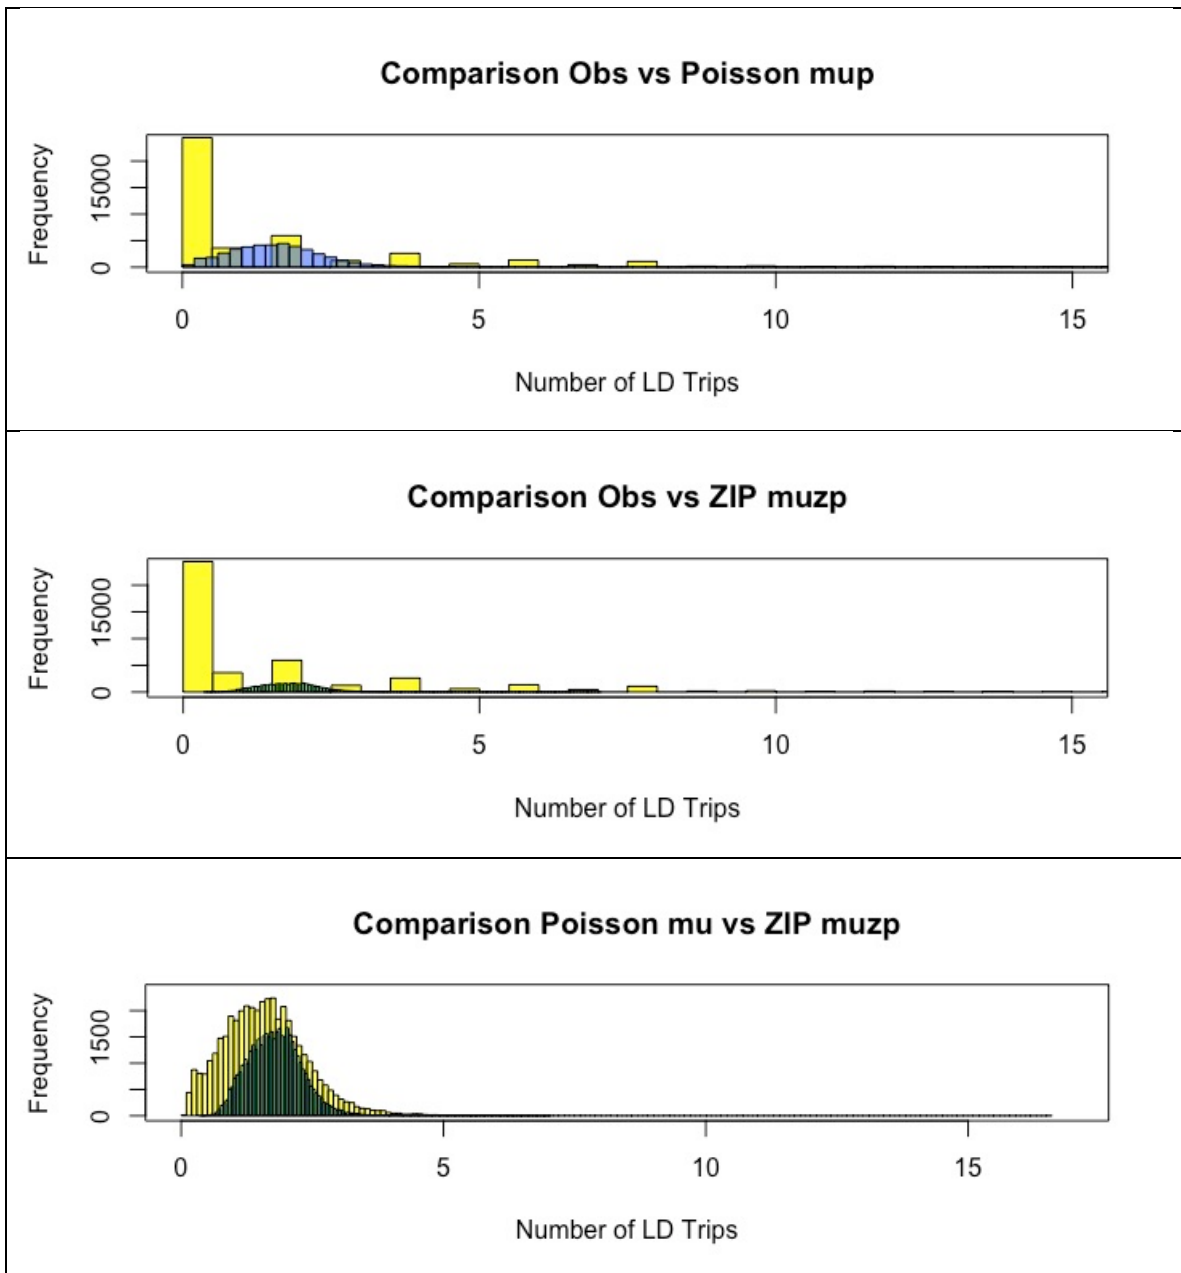 Comparison Obs vs Poisson mup
Frequency
0 15000
0 5 10 15
Number of LD Trips
Comparison Obs vs ZIP muzp
Frequency
0 15000
0 5 10 15
Number of LD Trips
Comparison Poisson mu vs ZIP muzp
Frequency
0 1500
0 5 10 15
Number of LD Trips